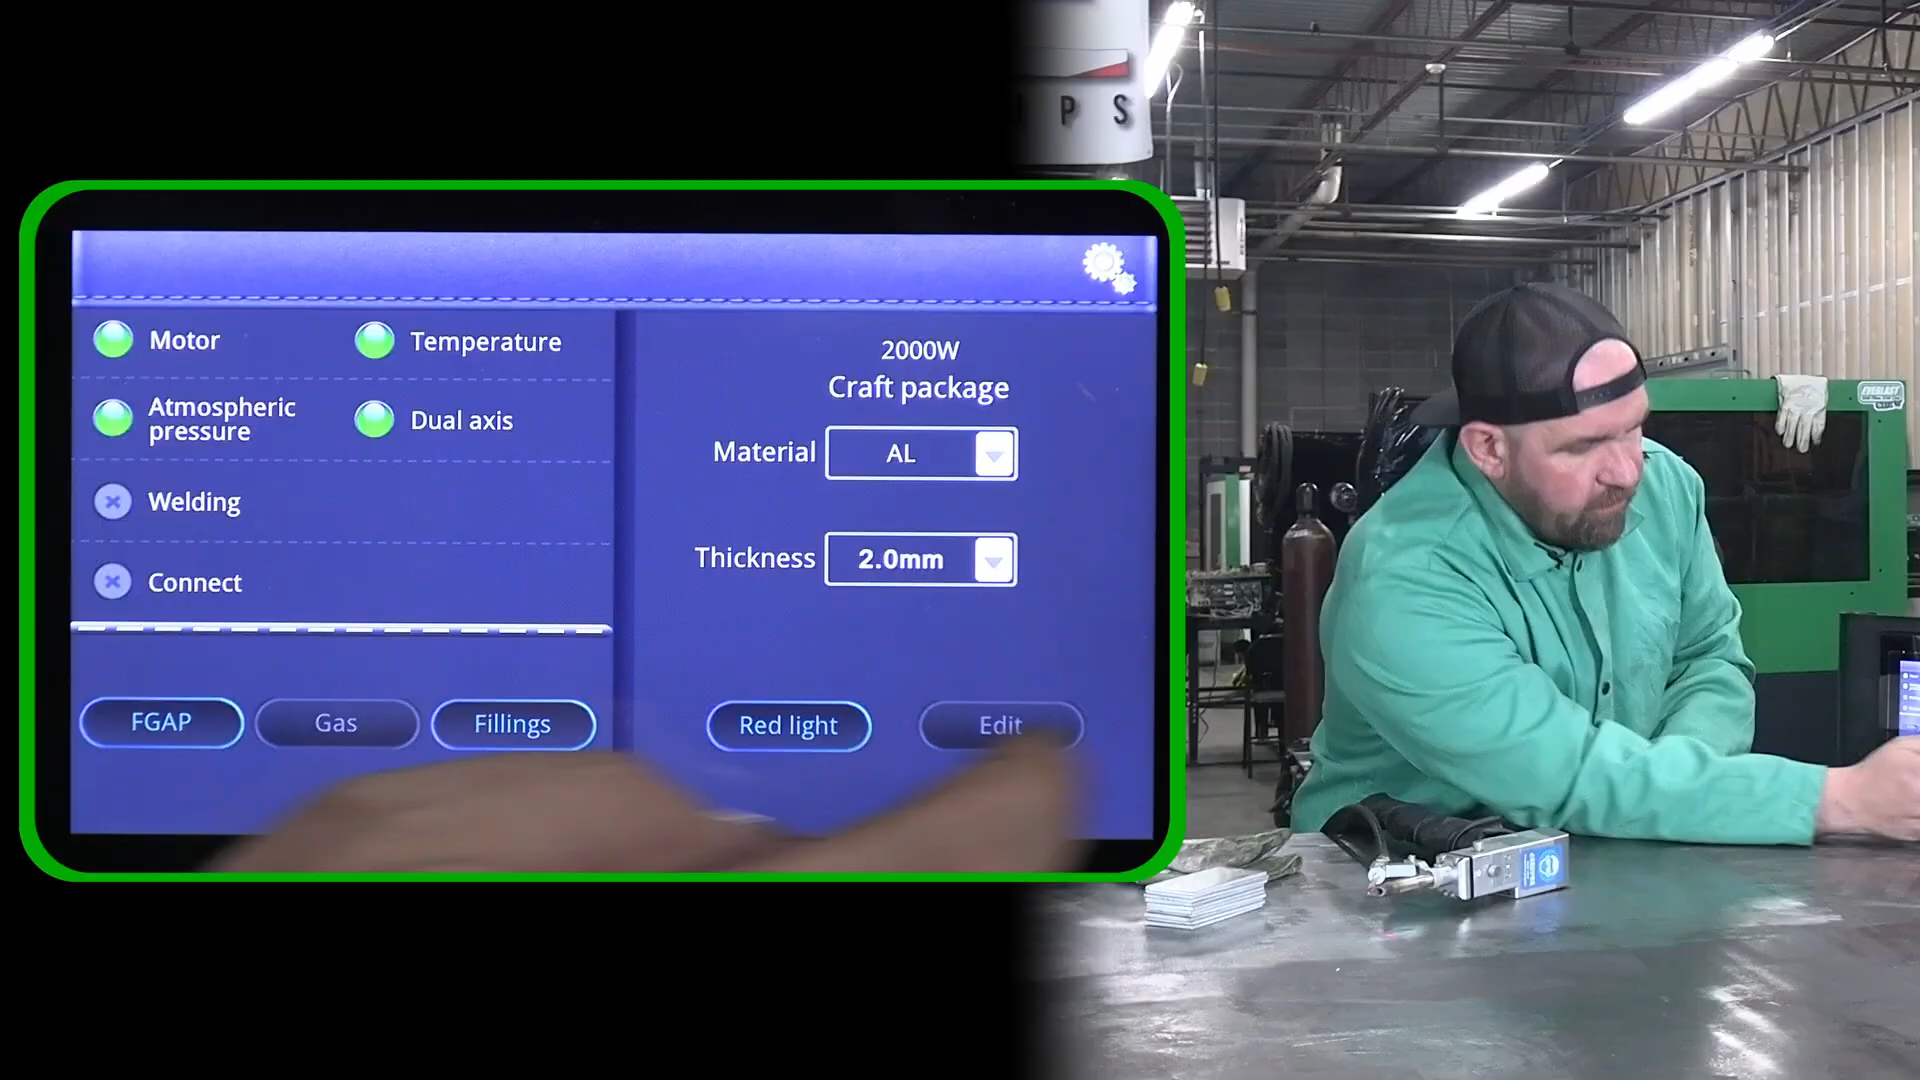 U P S
Motor
Temperature
Atmospheric
pressure
Dual axis
Welding
Connect
FGAP
Gas
Fillings
2000W
Craft package
Material
AL
Thickness
2.0mm
Red light
Edit
EVERLAST